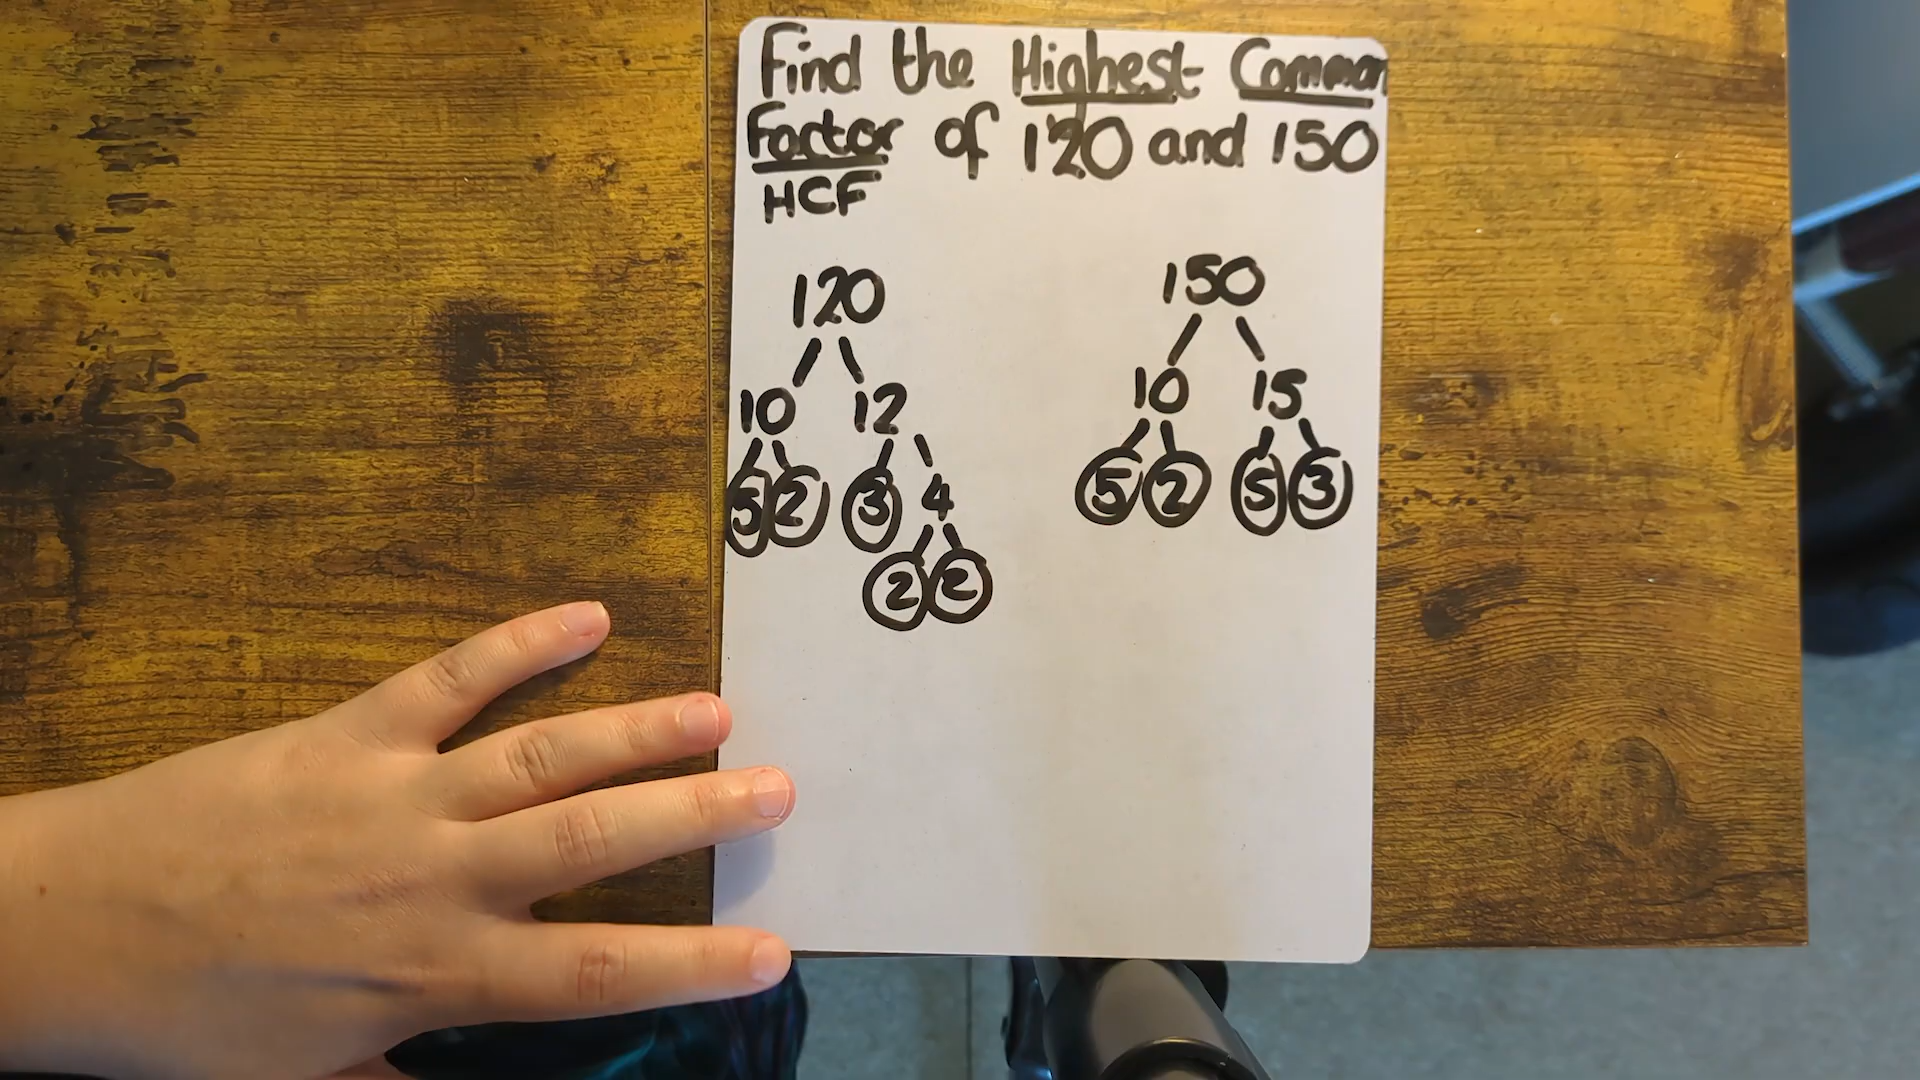 Find the Highest Common
Factor of 120 and 150
HCF
120
150
10 12
10 15
5 2 3 4
5 2 5 3
2 2